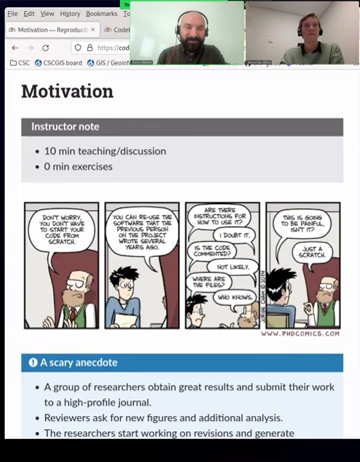 File Edit View History Bookmarks
Motivation — Reproduci
CSC CSCGIS board GI / Geoinf
Motivation
Instructor note
• 10 min teaching/discussion
• 0 min exercises
DON'T WORRY, YOU DON'T HAVE TO START YOUR CODE FROM SCRATCH.
YOU CAN RE-USE THE SOFTWARE THAT THE PREVIOUS PERSON ON THE PROJECT WROTE SEVERAL YEARS AGO.
ARE THERE INSTRUCTIONS FOR HOW TO USE IT?
I DOUBT IT.
IS THE CODE COMMENTED?
NOT LIKELY.
WHERE ARE THE FILES?
WHO KNOWS.
THIS IS GOING TO BE PAINFUL, ISN'T IT?
JUST A SCRATCH.
WWW.PHDCOMICS.COM
A scary anecdote
• A group of researchers obtain great results and submit their work
to a high-profile journal.
• Reviewers ask for new figures and additional analysis.
• The researchers start working on revisions and generate